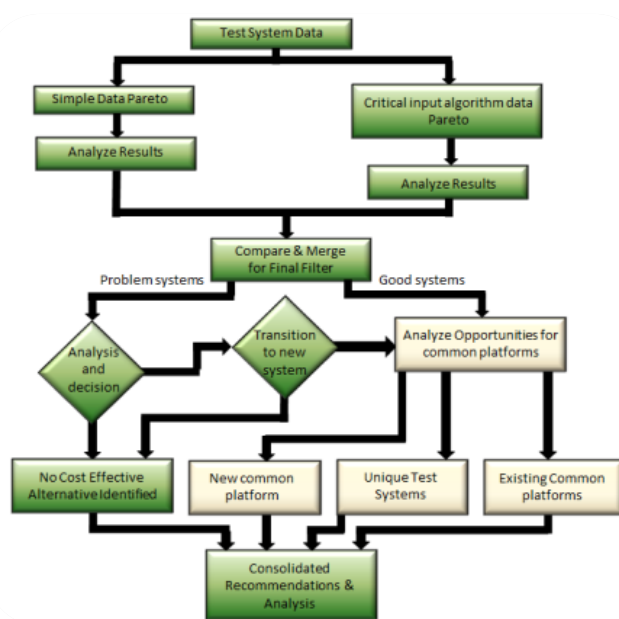 Test System Data
Simple Data Pareto
Critical input algorithm data
Pareto
Analyze Results
Analyze Results
Compare & Merge
for Final Filter
Problem systems
Good systems
Analysis
and
decision
Transition
to new
system
Analyze Opportunities for
common platforms
No Cost Effective
Alternative Identified
New common
platform
Unique Test
Systems
Existing Common
platforms
Consolidated
Recommendations &
Analysis